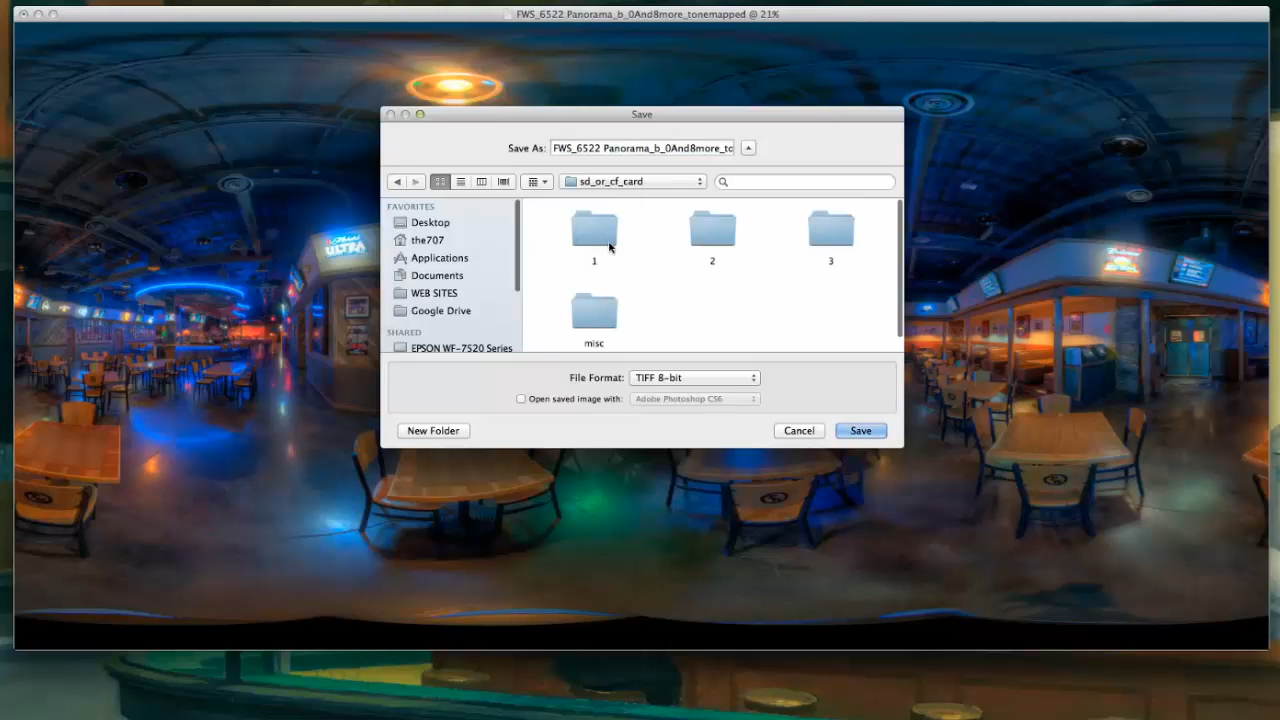 FWS_6522 Panorama_b_0And8more_tonemapped @ 21%
Save
Save As: FWS_6522 Panorama_b_0And8more_to
sd_or_cf_card
FAVORITES
Desktop
the707
Applications
Documents
WEB SITES
Google Drive
SHARED
EPSON WF-7520 Series
1
2
3
misc
File Format: TIFF 8-bit
Open saved image with: Adobe Photoshop CS6
New Folder
Cancel
Save
ULTRA